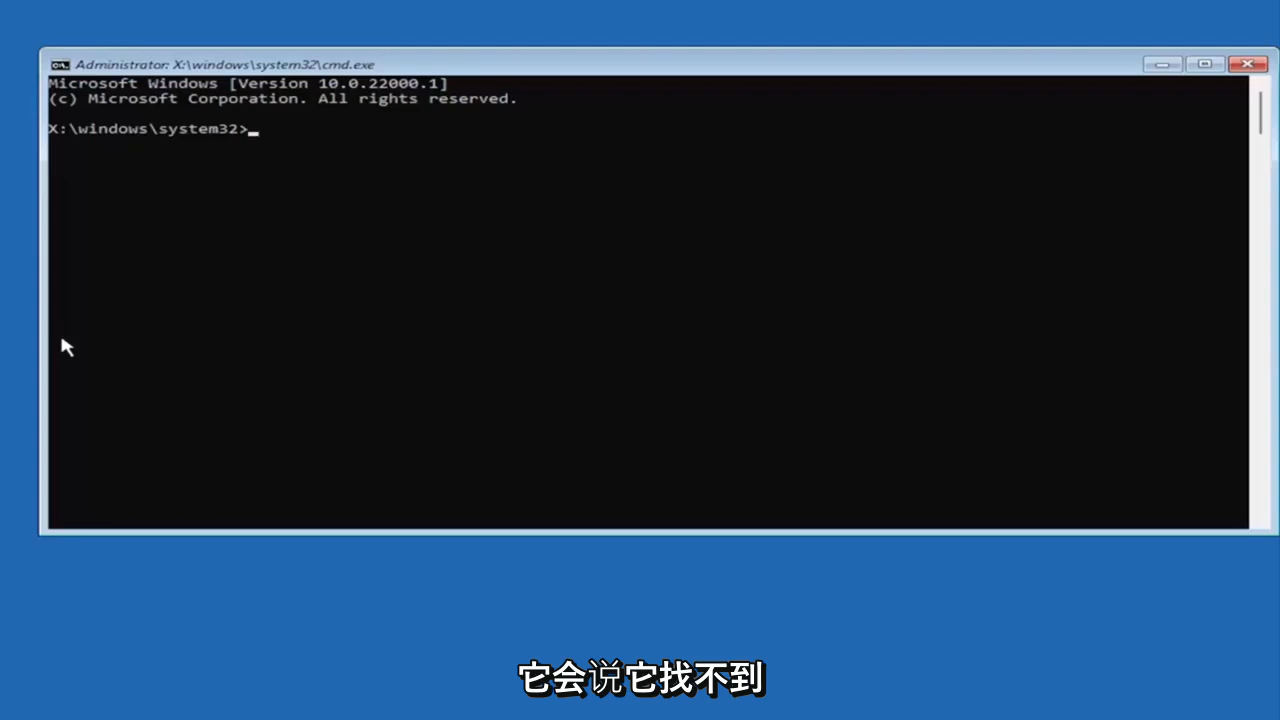 Administrator: X:\windows\system32\cmd.exe
Microsoft Windows [Version 10.0.22000.1]
(c) Microsoft Corporation. All rights reserved.
X:\windows\system32>
它会说它找不到